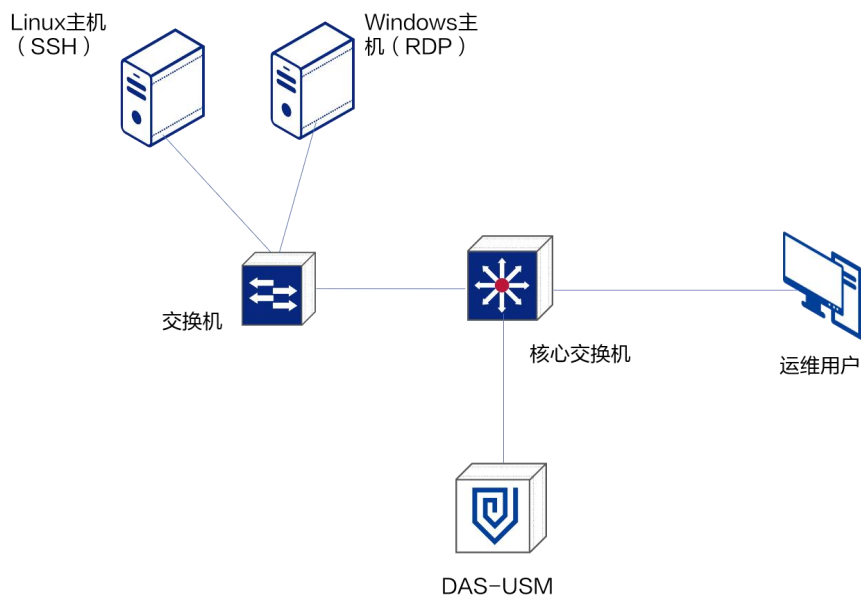 Linux主机
（SSH）
Windows主
机（RDP）
交换机
核心交换机
运维用户
DAS-USM